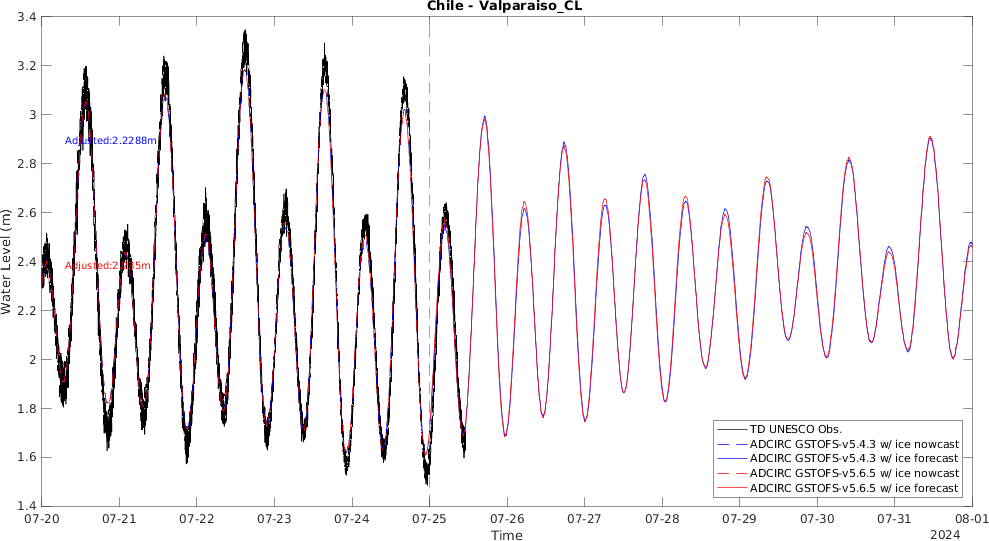 Chile - Valparaiso_CL
3.4
3.2
3
2.8
2.6
2.4
2.2
2
1.8
1.6
1.4
Water Level (m)
Adjusted:2.2288m
07-20
07-21
07-22
07-23
07-24
07-25
07-26
07-27
07-28
07-29
07-30
07-31
08-01
Time
2024
TD UNESCO Obs.
ADCIRC GSTOFS-v5.4.3 w/ ice nowcast
ADCIRC GSTOFS-v5.4.3 w/ ice forecast
ADCIRC GSTOFS-v5.6.5 w/ ice nowcast
ADCIRC GSTOFS-v5.6.5 w/ ice forecast